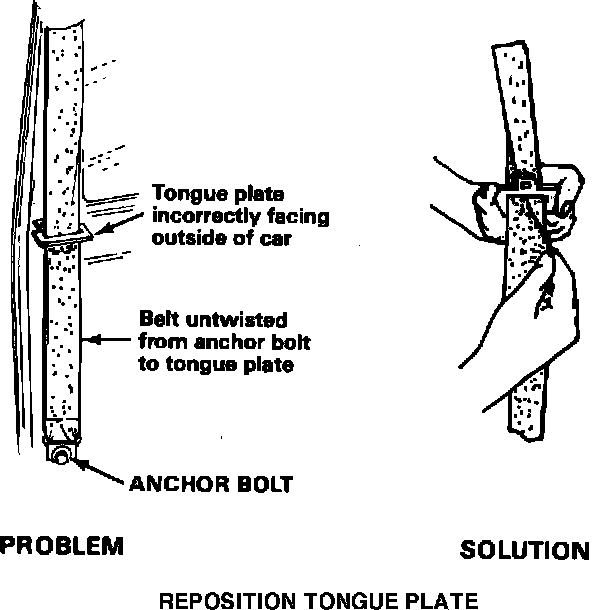 Tongue plate
incorrectly facing
outside of car
Belt untwisted
from anchor bolt
to tongue plate
ANCHOR BOLT
PROBLEM
SOLUTION
REPOSITION TONGUE PLATE